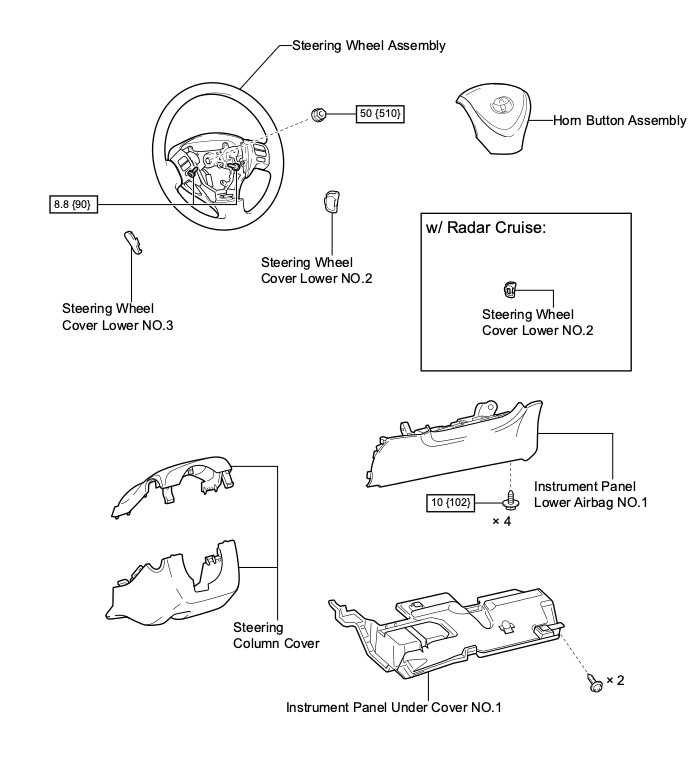 Steering Wheel Assembly
50 {510}
Horn Button Assembly
8.8 {90}
w/ Radar Cruise:
Steering Wheel
Cover Lower NO.2
Steering Wheel
Cover Lower NO.3
Steering Wheel
Cover Lower NO.2
Instrument Panel
Lower Airbag NO.1
10 {102}
× 4
Steering
Column Cover
× 2
Instrument Panel Under Cover NO.1